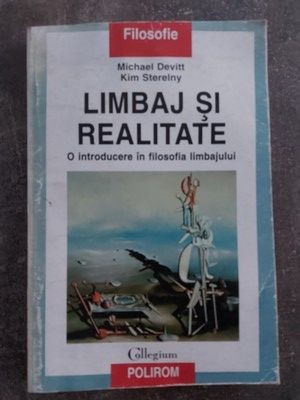 Filosofie
Michael Devitt
Kim Sterelny
LIMBAJ ȘI
REALITATE
O introducere în filosofia limbajului
Collegium
POLIROM